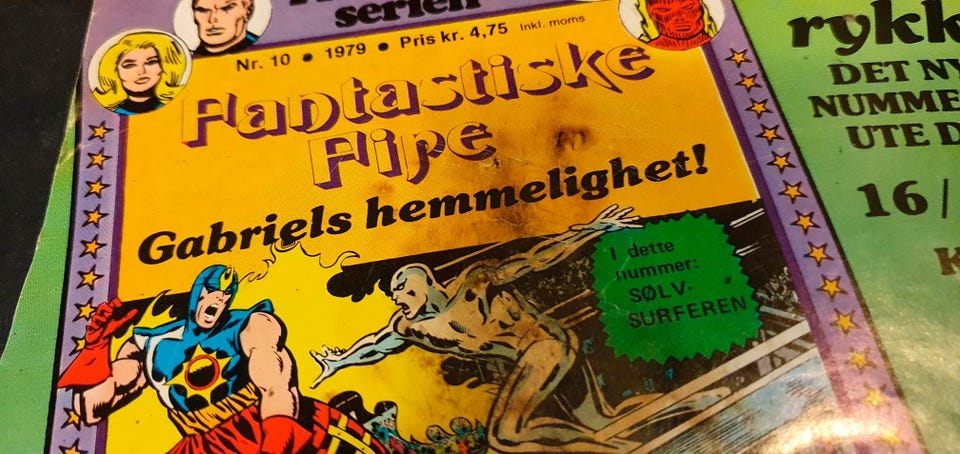 serien
Nr. 10 • 1979 • Pris kr. 4,75 Inkl. moms
Fantastiske
Fire
Gabriels hemmelighet!
I dette
nummer:
SØLV-
SURFEREN
rykk
DET NY
NUMME
UTE D
16/
K